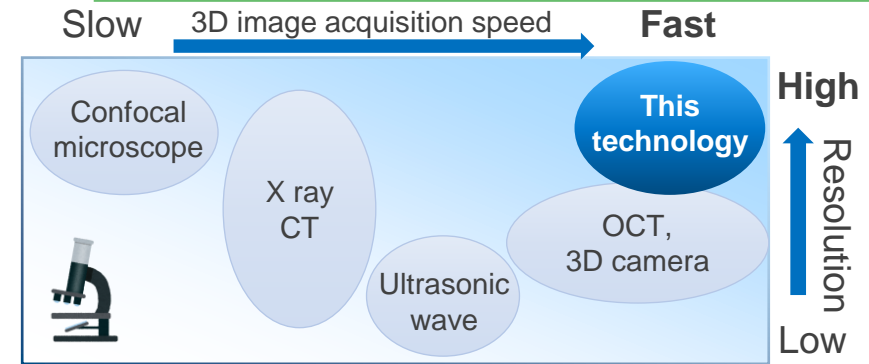 Slow
3D image acquisition speed
Fast
Confocal
microscope
X ray
CT
Ultrasonic
wave
This
technology
OCT,
3D camera
High
Resolution
Low